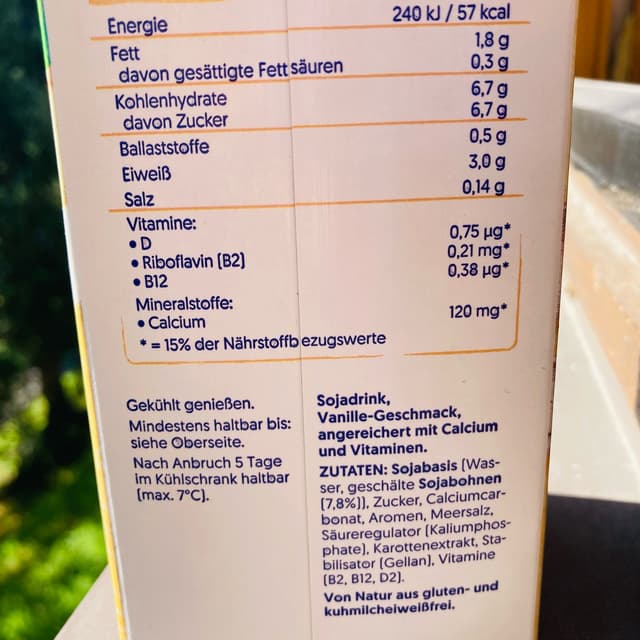 Energie 240 kJ / 57 kcal
Fett 1,8 g
davon gesättigte Fettsäuren 0,3 g
Kohlenhydrate 6,7 g
davon Zucker 6,7 g
Ballaststoffe 0,5 g
Eiweiß 3,0 g
Salz 0,14 g
Vitamine:
• D 0,75 µg*
• Riboflavin (B2) 0,21 mg*
• B12 0,38 µg*
Mineralstoffe:
• Calcium 120 mg*
* = 15% der Nährstoffbezugswerte
Gekühlt genießen.
Mindestens haltbar bis:
siehe Oberseite.
Nach Anbruch 5 Tage
im Kühlschrank haltbar
(max. 7°C).
Sojadrink,
Vanille-Geschmack,
angereichert mit Calcium
und Vitaminen.
ZUTATEN: Sojabasis (Was-
ser, geschälte Sojabohnen
(7,8%)), Zucker, Calciumcar-
bonat, Aromen, Meersalz,
Säureregulator (Kaliumphos-
phate), Karottenextrakt, Sta-
bilisator (Gellan), Vitamine
(B2, B12, D2).
Von Natur aus gluten- und
kuhmilcheiweißfrei.